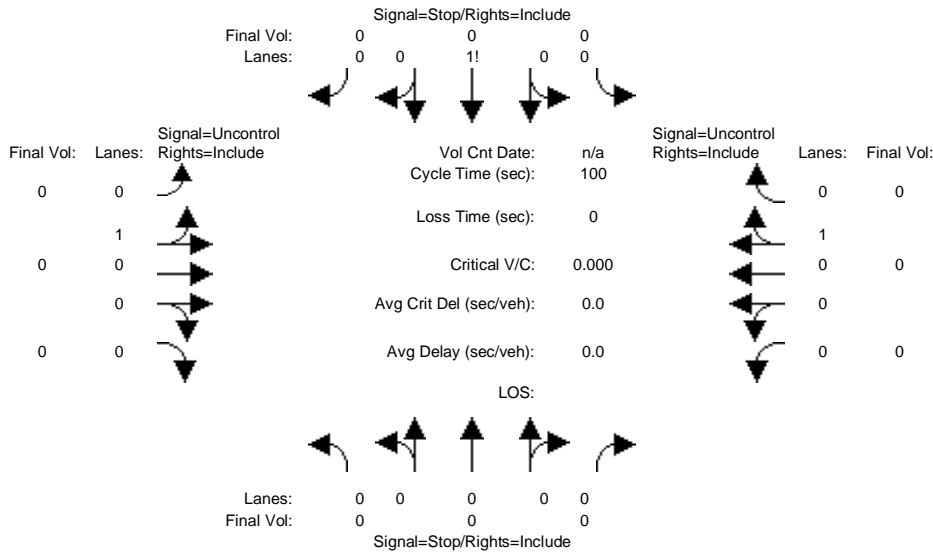 Signal=Stop/Rights=Include
Final Vol: 0 0 0
Lanes: 0 0 1! 0 0
Signal=Uncontrol Signal=Uncontrol
Final Vol: Lanes: Rights=Include Vol Cnt Date: n/a Rights=Include Lanes: Final Vol:
Cycle Time (sec): 100
0 0 0 0
Loss Time (sec): 0
1 1
0 0 Critical V/C: 0.000 0 0
0 Avg Crit Del (sec/veh): 0.0 0
0 0 Avg Delay (sec/veh): 0.0 0 0
LOS:
Lanes: 0 0 0 0 0
Final Vol: 0 0 0
Signal=Stop/Rights=Include